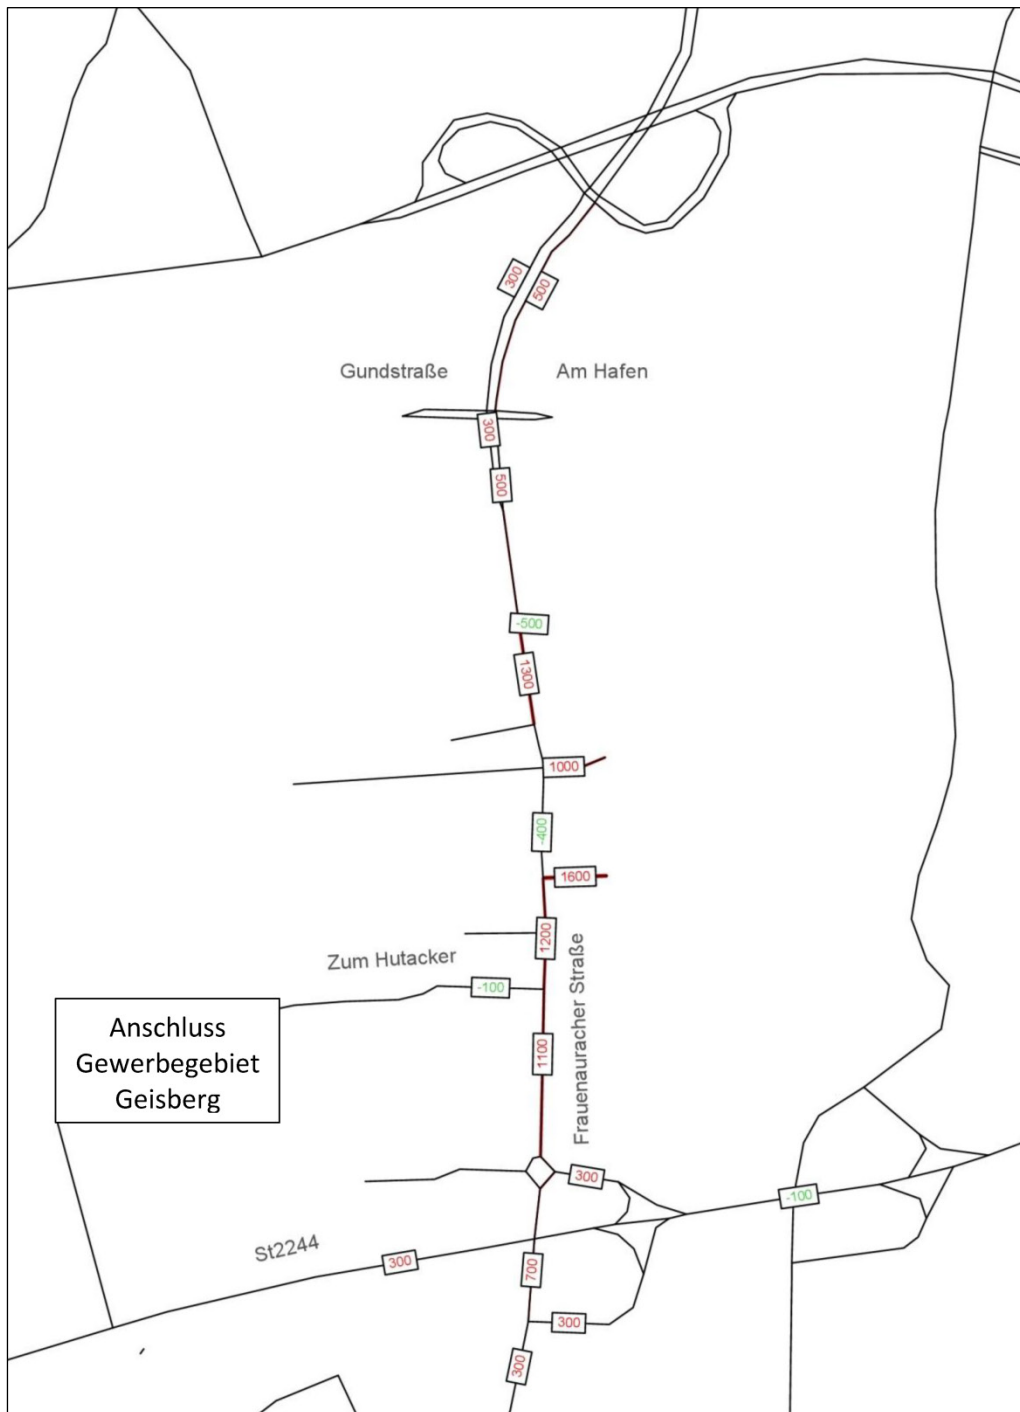 300
500
Gundstraße
Am Hafen
300
500
-500
1300
1000
-400
1600
1200
Frauenauracher Straße
Zum Hutacker
-100
Anschluss
Gewerbegebiet
Geisberg
1100
300
-100
St2244
300
700
300
300